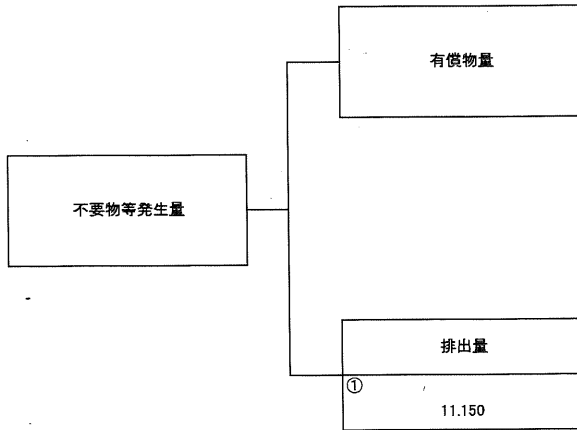 有償物量
不要物等発生量
排出量
①
11.150